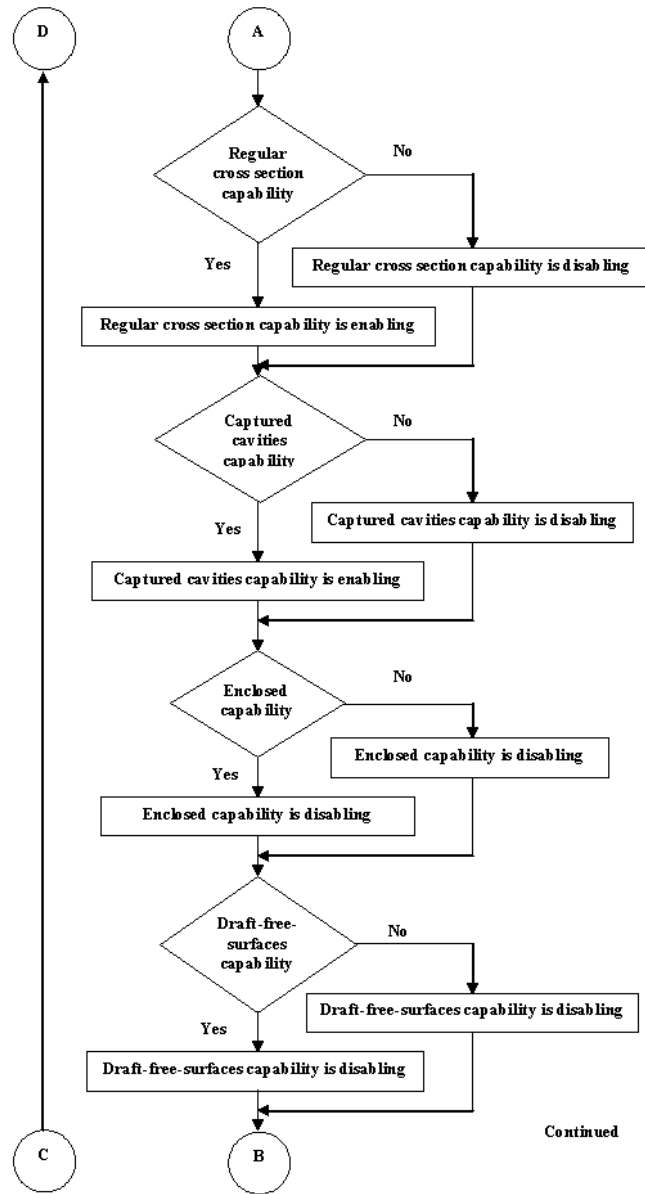 D
A
Regular
cross section
capability
No
Yes
Regular cross section capability is disabling
Regular cross section capability is enabling
Captured
cavities
capability
No
Yes
Captured cavities capability is disabling
Captured cavities capability is enabling
Enclosed
capability
No
Yes
Enclosed capability is disabling
Enclosed capability is disabling
Draft-free-
surfaces
capability
No
Yes
Draft-free-surfaces capability is disabling
Draft-free-surfaces capability is disabling
Continued
C
B